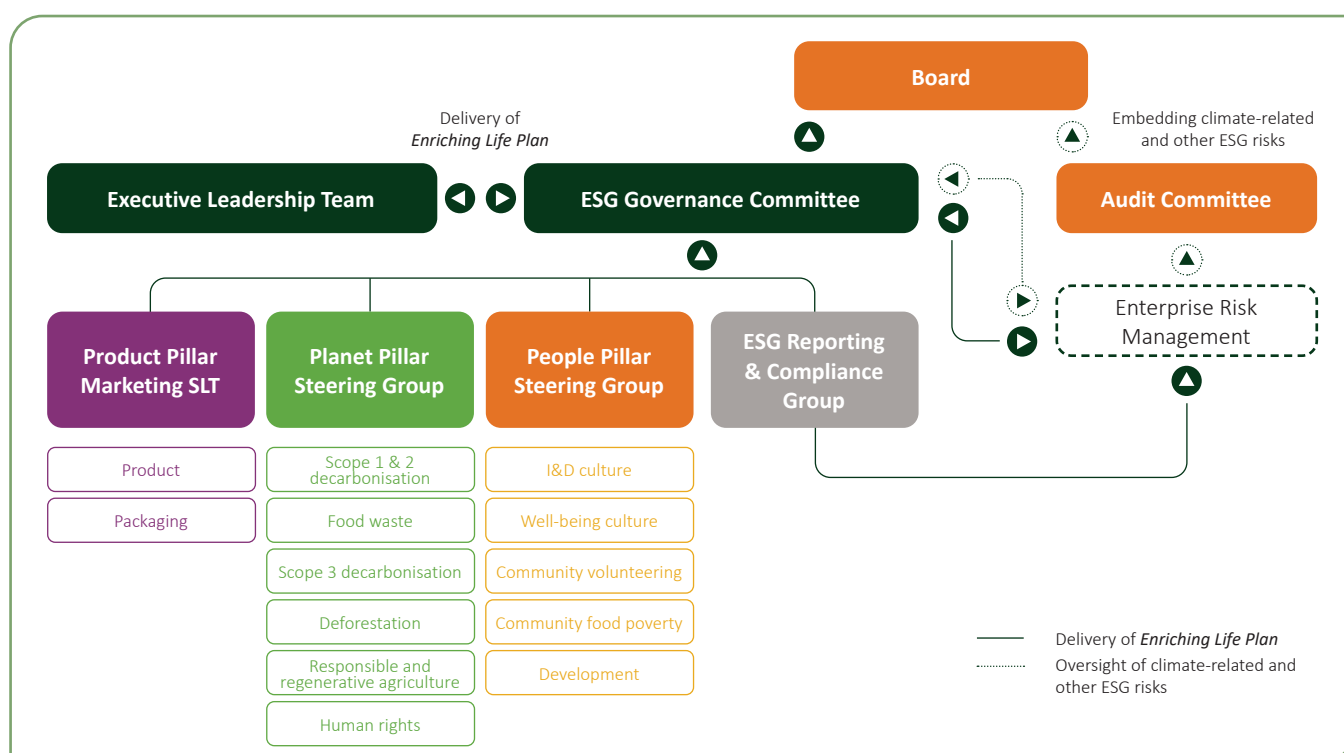 Board
Delivery of
Enriching Life Plan
Embedding climate-related
and other ESG risks
Executive Leadership Team
ESG Governance Committee
Audit Committee
Enterprise Risk
Management
Product Pillar
Marketing SLT
Planet Pillar
Steering Group
People Pillar
Steering Group
ESG Reporting
& Compliance
Group
Product
Packaging
Scope 1 & 2
decarbonisation
Food waste
Scope 3 decarbonisation
Deforestation
Responsible and
regenerative agriculture
Human rights
I&D culture
Well-being culture
Community volunteering
Community food poverty
Development
Delivery of Enriching Life Plan
Oversight of climate-related and
other ESG risks